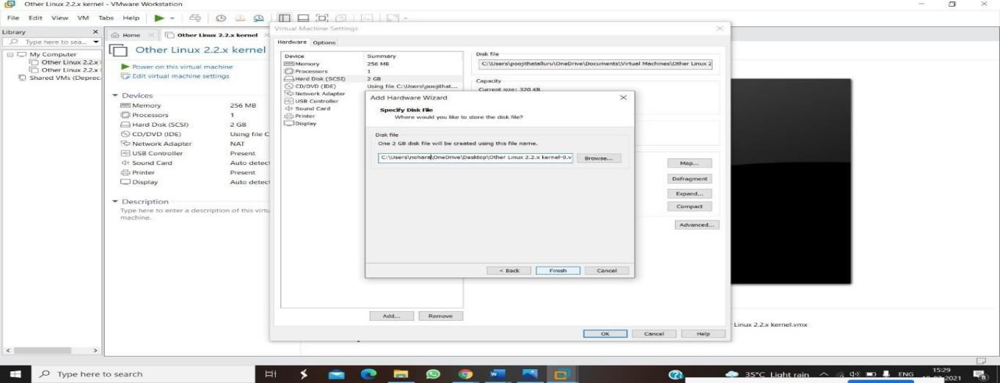 Other Linux 2.2.x kernel - VMware Workstation
File Edit View VM Tabs Help
Library
Type here to sea...
My Computer
Other Linux 2.2.x
Other Linux 2.2.x
Shared VMs (Deprec
Home
Other Linux 2.2.x kernel
Other Linux 2.2.x kernel
Power on this virtual machine
Edit virtual machine settings
Devices
Memory 256 MB
Processors 1
Hard Disk (SCSI) 2 GB
CD/DVD (IDE) Using file C
Network Adapter NAT
USB Controller Present
Sound Card Auto detect
Printer Present
Display Auto detect
Description
Type here to enter a description of this virtu
machine.
Virtual Machine Settings
Hardware Options
Device Summary
Memory 256 MB
Processors 1
Hard Disk (SCSI) 2 GB
CD/DVD (IDE) Using file C:\Users\poojithat...
Network Adapter
USB Controller
Sound Card
Printer
Display
Add... Remove
Disk file
C:\Users\poojithatalluru\OneDrive\Documents\Virtual Machines\Other Linux 2
Capacity
Current size: 320 KB
Map...
Defragment
Expand...
Compact
Advanced...
Add Hardware Wizard
Specify Disk File
Where would you like to store the disk file?
Disk file
One 2 GB disk file will be created using this file name.
C:\Users\nohara\OneDrive\Desktop\Other Linux 2.2.x kernel-0.v Browse...
< Back Finish Cancel
OK Cancel Help
Linux 2.2.x kernel.vmx
Type here to search
35°C Light rain
ENG
15:29